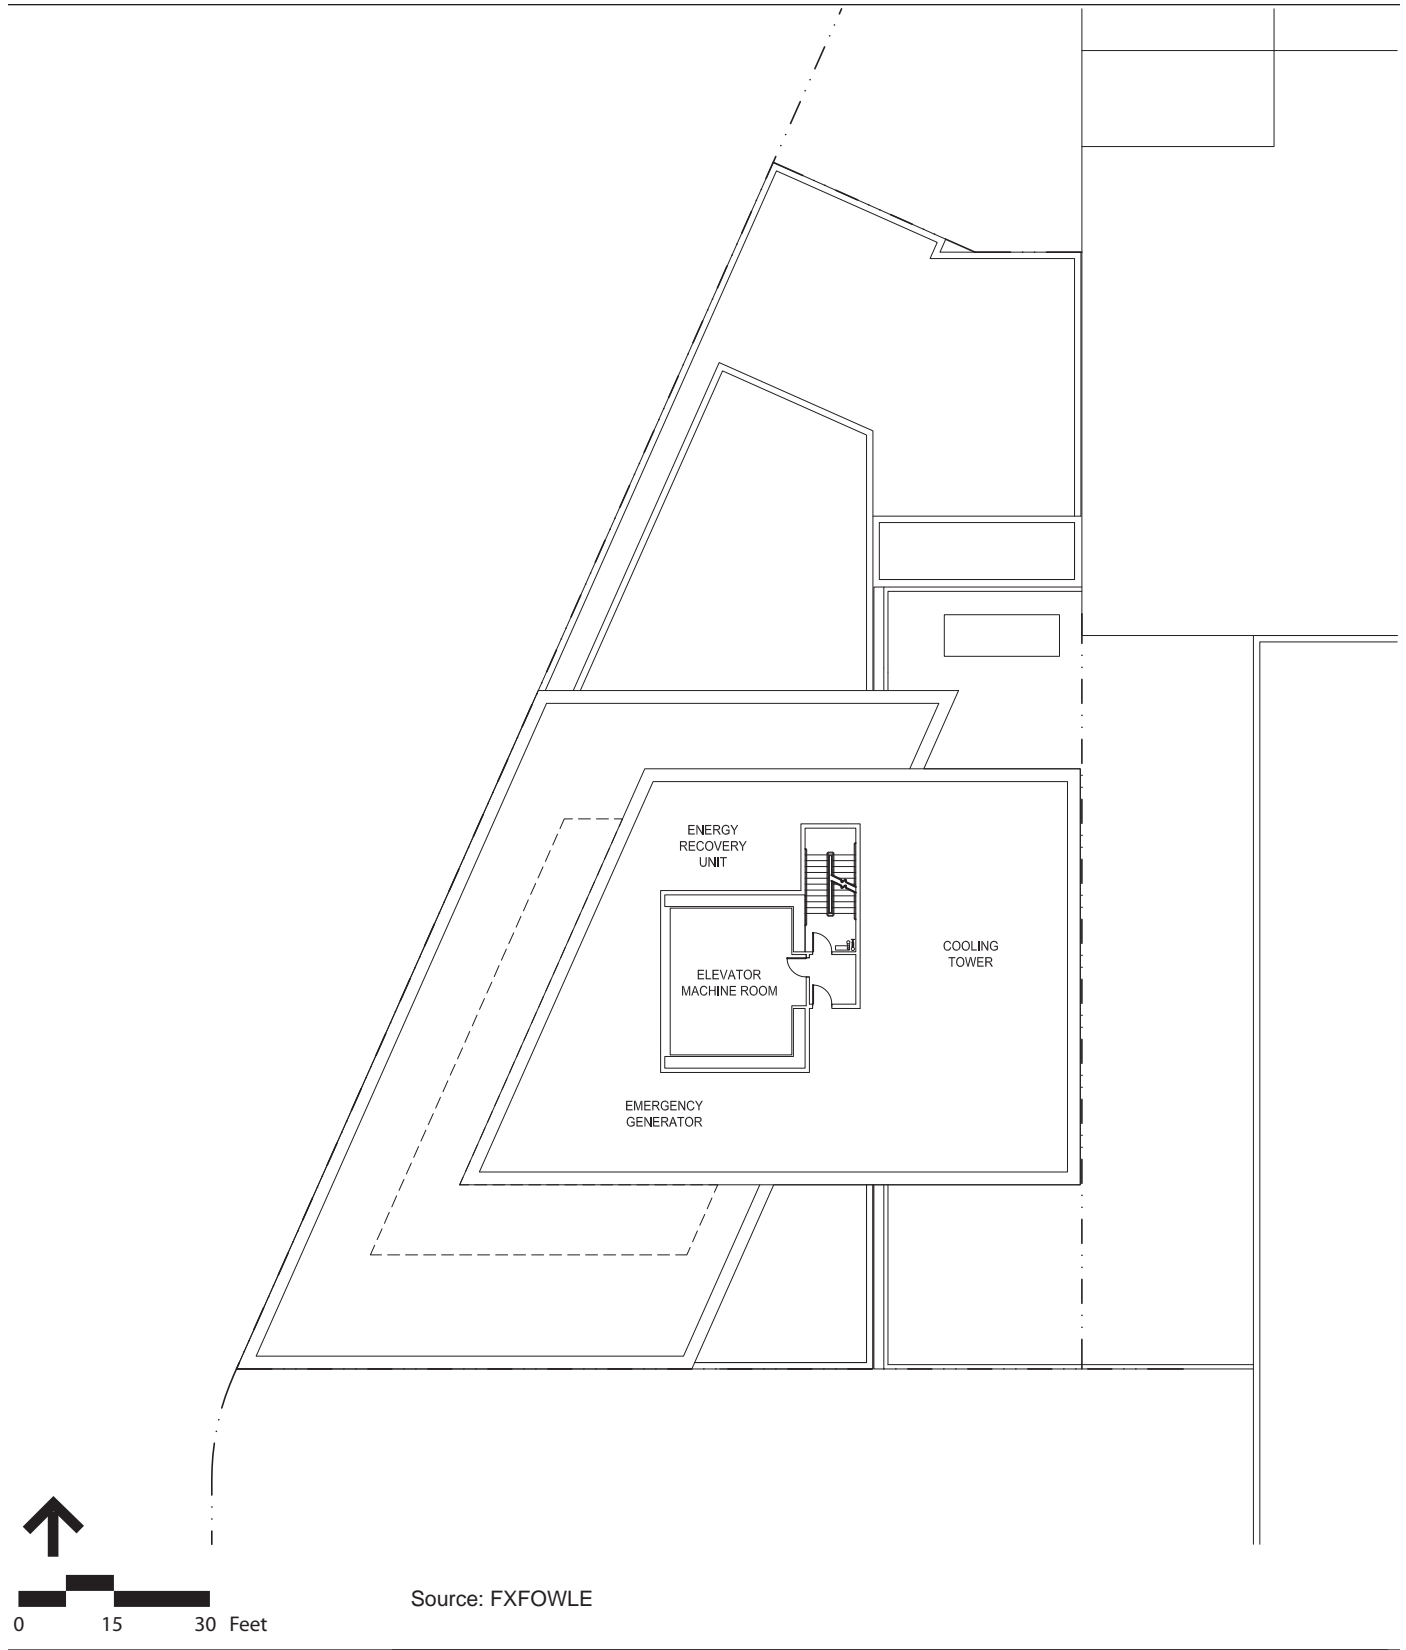 ENERGY
RECOVERY
UNIT
COOLING
TOWER
ELEVATOR
MACHINE ROOM
EMERGENCY
GENERATOR
Source: FXFOWLE
0 15 30 Feet